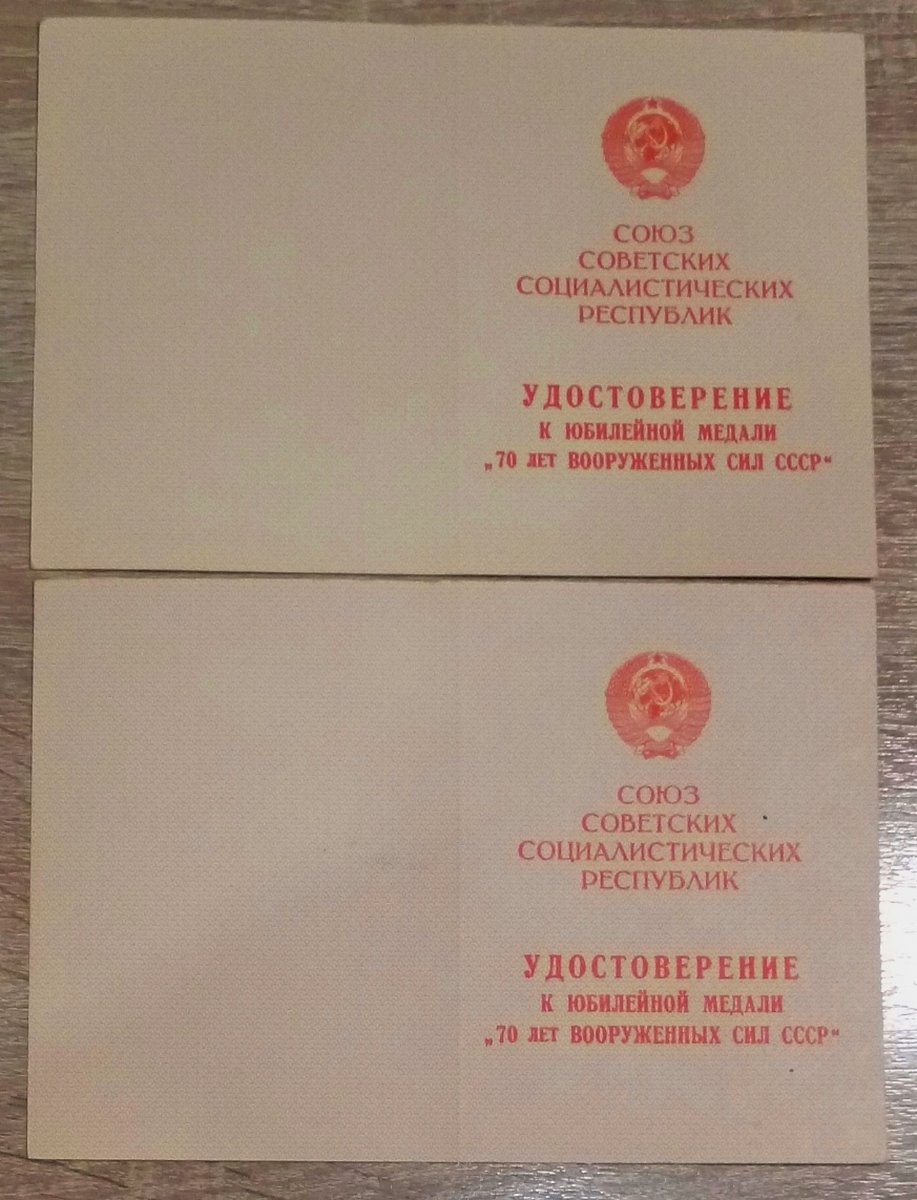 СОЮЗ
СОВЕТСКИХ
СОЦИАЛИСТИЧЕСКИХ
РЕСПУБЛИК
УДОСТОВЕРЕНИЕ
К ЮБИЛЕЙНОЙ МЕДАЛИ
„70 ЛЕТ ВООРУЖЕННЫХ СИЛ СССР“
СОЮЗ
СОВЕТСКИХ
СОЦИАЛИСТИЧЕСКИХ
РЕСПУБЛИК
УДОСТОВЕРЕНИЕ
К ЮБИЛЕЙНОЙ МЕДАЛИ
„70 ЛЕТ ВООРУЖЕННЫХ СИЛ СССР“